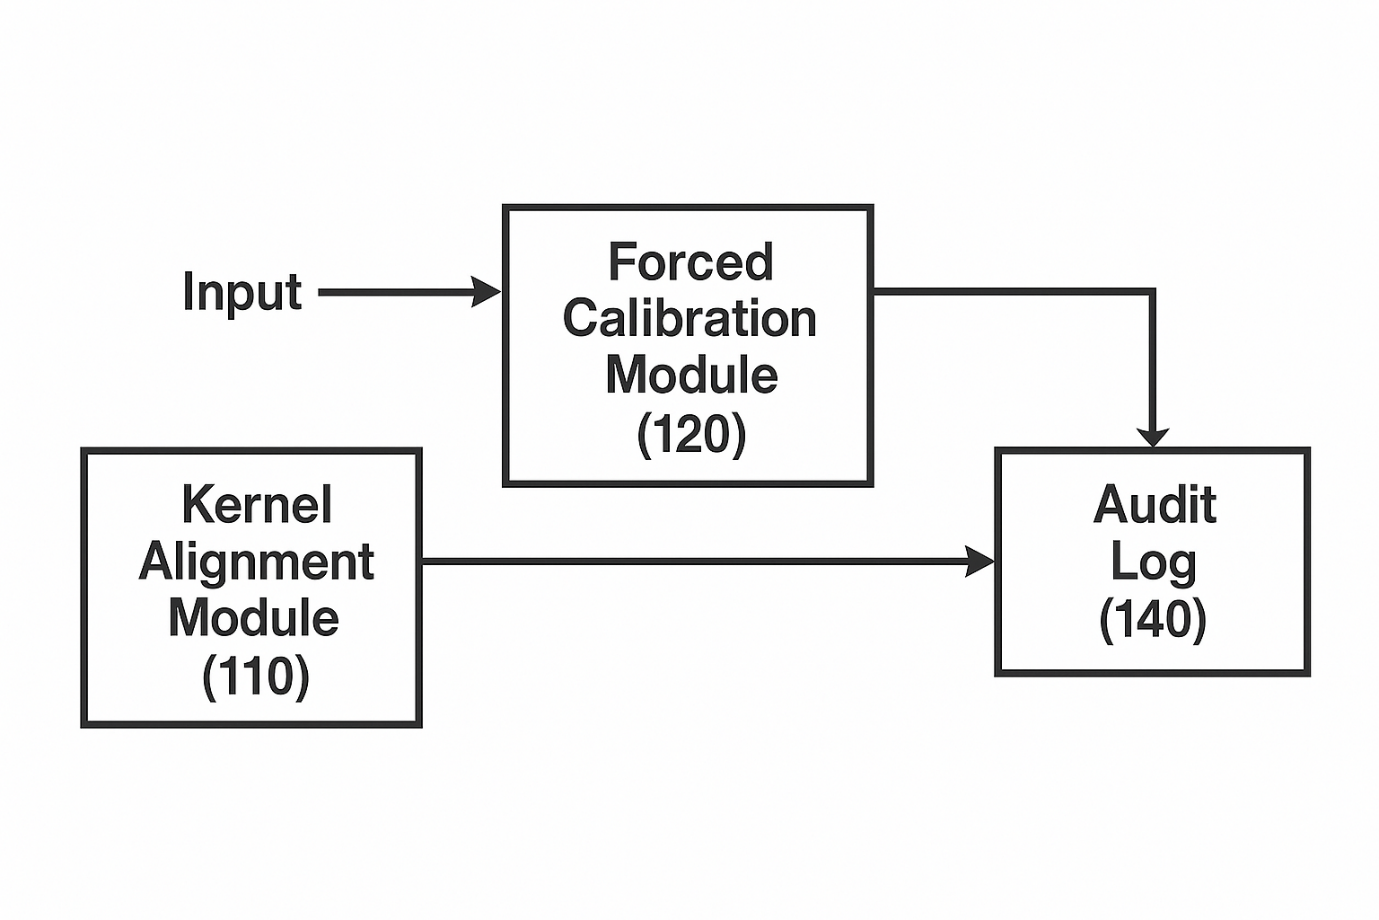 Input
Forced
Calibration
Module
(120)
Kernel
Alignment
Module
(110)
Audit
Log
(140)